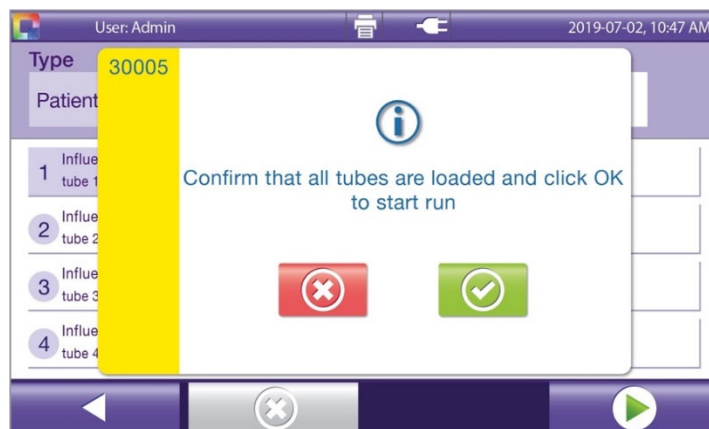 User: Admin
2019-07-02, 10:47 AM
Type
Patient
30005
Confirm that all tubes are loaded and click OK
to start run
1
Influe
tube 1
2
Influe
tube 2
3
Influe
tube 3
4
Influe
tube 4